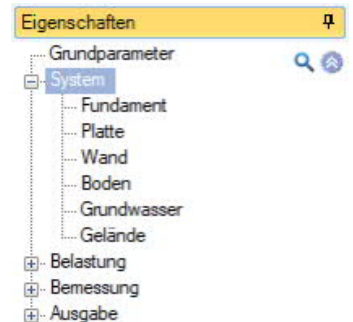 Eigenschaften
Grundparameter
System
Fundament
Platte
Wand
Boden
Grundwasser
Gelände
Belastung
Bemessung
Ausgabe